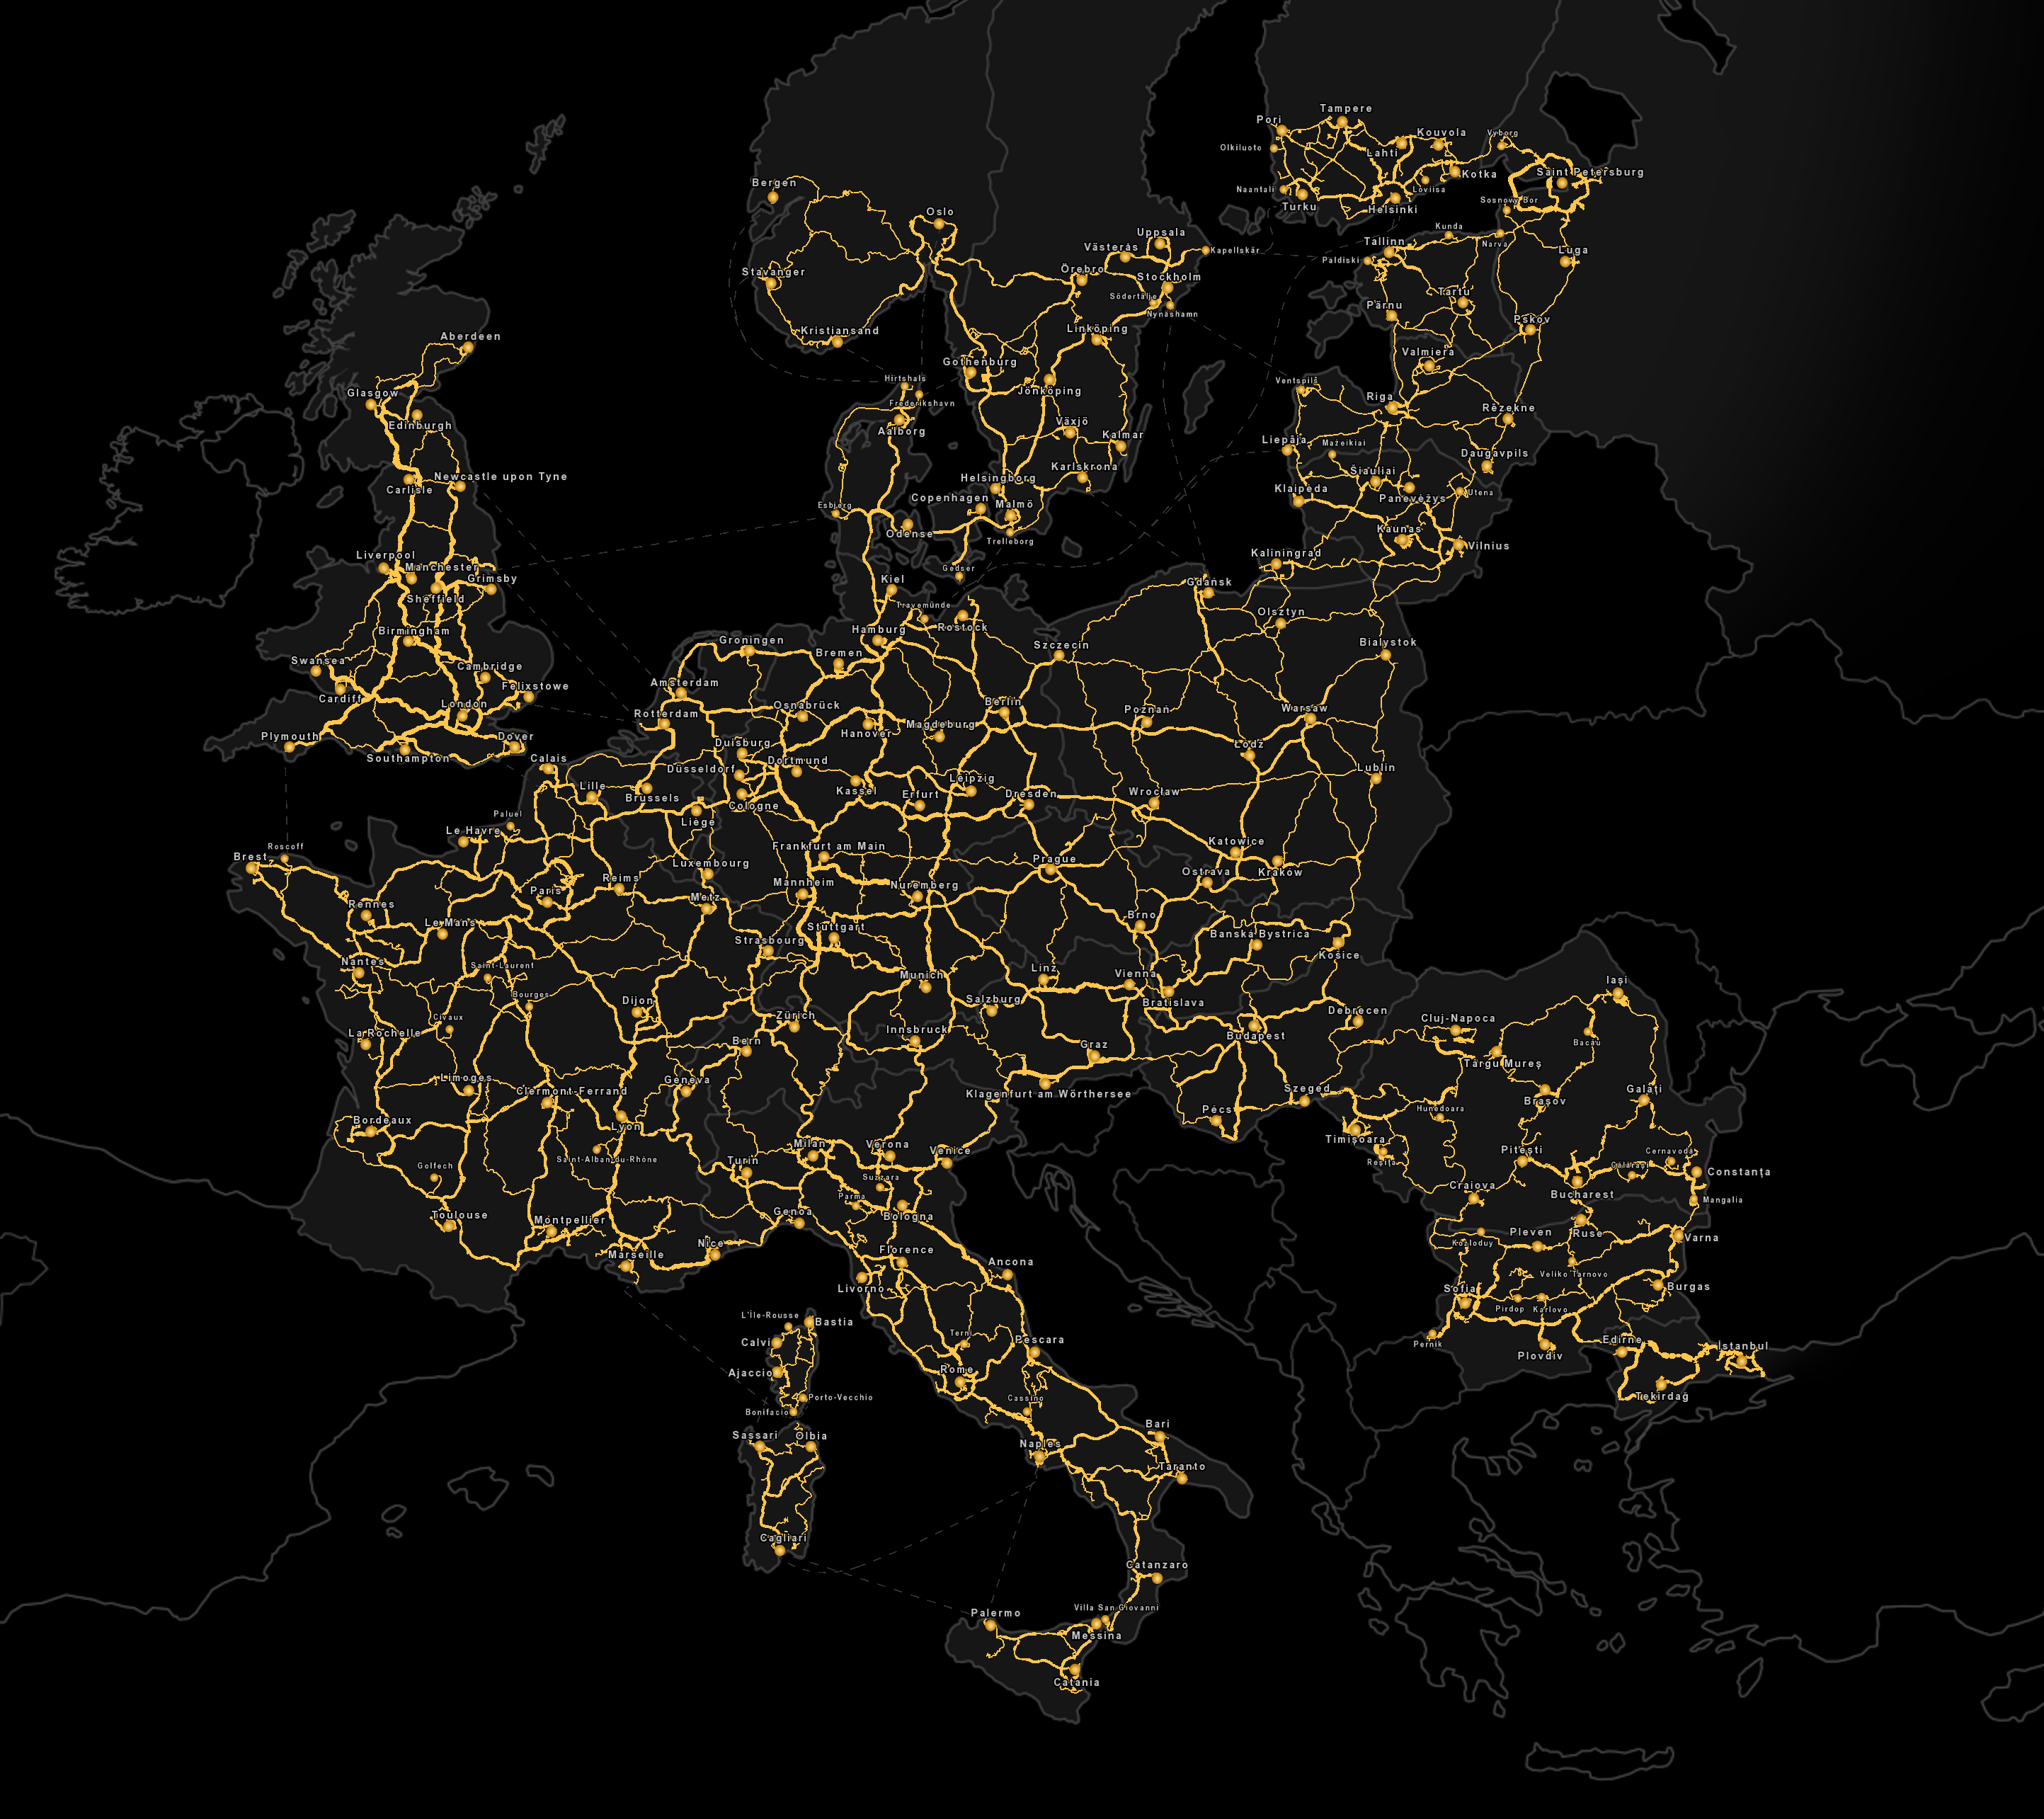 Tampere
Pori
Kouvola
Vyborg
Olkiluoto
Lahti
Saint Petersburg
Kotka
Bergen
Naantali
Loviisa
Turku
Helsinki
Sosnovy Bor
Oslo
Kunda
Uppsala
Västerås
Kapellskär
Tallinn
Narva
Luga
Paldiski
Stavanger
Örebro
Stockholm
Södertälje
Tartu
Nynäshamn
Pärnu
Pskov
Kristiansand
Linköping
Aberdeen
Valmiera
Gothenburg
Hirtshals
Ventspils
Glasgow
Jönköping
Riga
Frederikshavn
Rēzekne
Edinburgh
Aalborg
Växjö
Kalmar
Liepāja
Mažeikiai
Daugavpils
Karlskrona
Šiauliai
Newcastle upon Tyne
Helsingborg
Carlisle
Klaipėda
Panevėžys
Utena
Copenhagen
Malmö
Esbjerg
Odense
Kaunas
Trelleborg
Vilnius
Liverpool
Kaliningrad
Manchester
Gedser
Grimsby
Kiel
Gdańsk
Sheffield
Travemünde
Olsztyn
Birmingham
Hamburg
Rostock
Groningen
Szczecin
Białystok
Bremen
Swansea
Cambridge
Amsterdam
Felixstowe
Cardiff
London
Osnabrück
Berlin
Rotterdam
Poznań
Warsaw
Magdeburg
Hanover
Plymouth
Dover
Duisburg
Łódź
Southampton
Calais
Dortmund
Düsseldorf
Lublin
Leipzig
Lille
Kassel
Erfurt
Dresden
Wrocław
Brussels
Cologne
Paluel
Liège
Le Havre
Katowice
Roscoff
Frankfurt am Main
Brest
Luxembourg
Prague
Ostrava
Kraków
Reims
Mannheim
Nuremberg
Paris
Metz
Rennes
Brno
Le Mans
Stuttgart
Banská Bystrica
Strasbourg
Košice
Nantes
Saint-Laurent
Linz
Vienna
Munich
Iași
Bourges
Dijon
Salzburg
Bratislava
Debrecen
Civaux
Zürich
Cluj-Napoca
La Rochelle
Innsbruck
Budapest
Bern
Bacău
Graz
Târgu Mureș
Limoges
Geneva
Clermont-Ferrand
Szeged
Galați
Klagenfurt am Wörthersee
Brașov
Hunedoara
Pécs
Bordeaux
Lyon
Timișoara
Milan
Verona
Venice
Pitești
Cernavodă
Saint-Alban-du-Rhône
Turin
Reșița
Călărași
Golfech
Constanța
Suzzara
Craiova
Bucharest
Parma
Mangalia
Toulouse
Montpellier
Genoa
Bologna
Pleven
Ruse
Varna
Nice
Kozloduy
Marseille
Florence
Ancona
Veliko Tarnovo
Livorno
Sofia
Burgas
Pirdop
Karlovo
L'Île-Rousse
Bastia
Calvi
Terni
Pescara
Pernik
Edirne
İstanbul
Plovdiv
Ajaccio
Rome
Porto-Vecchio
Cassino
Tekirdağ
Bonifacio
Bari
Sassari
Olbia
Naples
Taranto
Cagliari
Catanzaro
Villa San Giovanni
Palermo
Messina
Catania